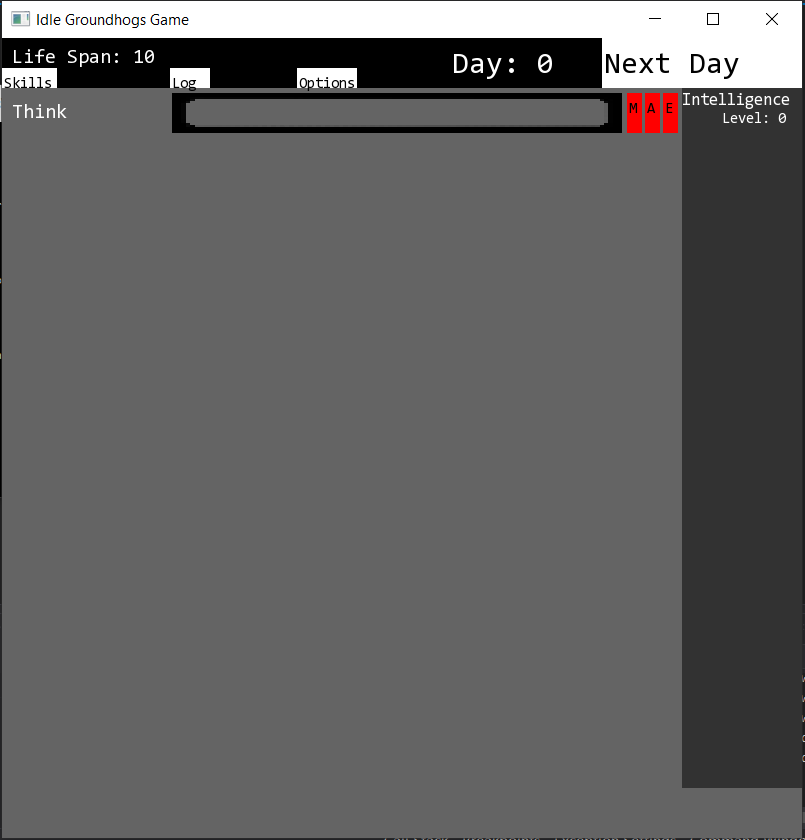 Idle Groundhogs Game
Life Span: 10
Day: 0
Next Day
Skills
Log
Options
Think
M A E
Intelligence
Level: 0